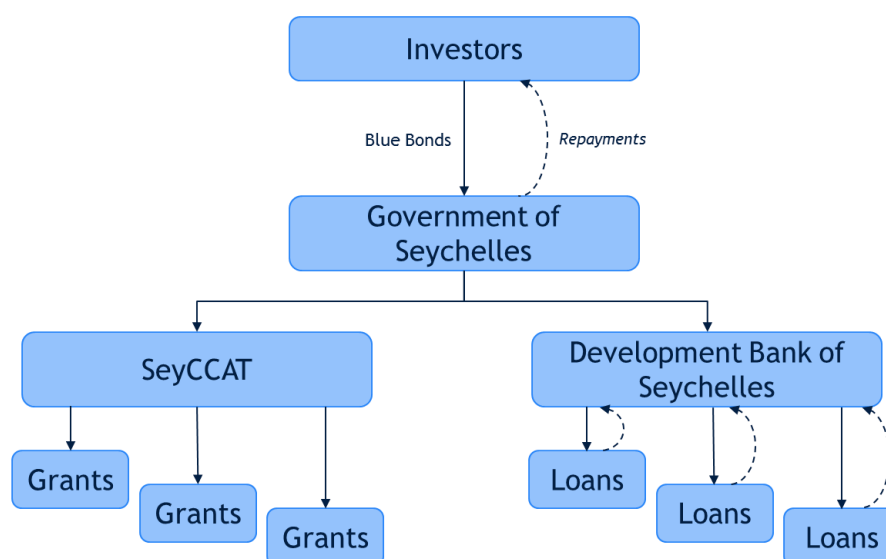 Investors
Blue Bonds
Repayments
Government of
Seychelles
SeyCCAT
Development Bank of
Seychelles
Grants
Grants
Grants
Loans
Loans
Loans